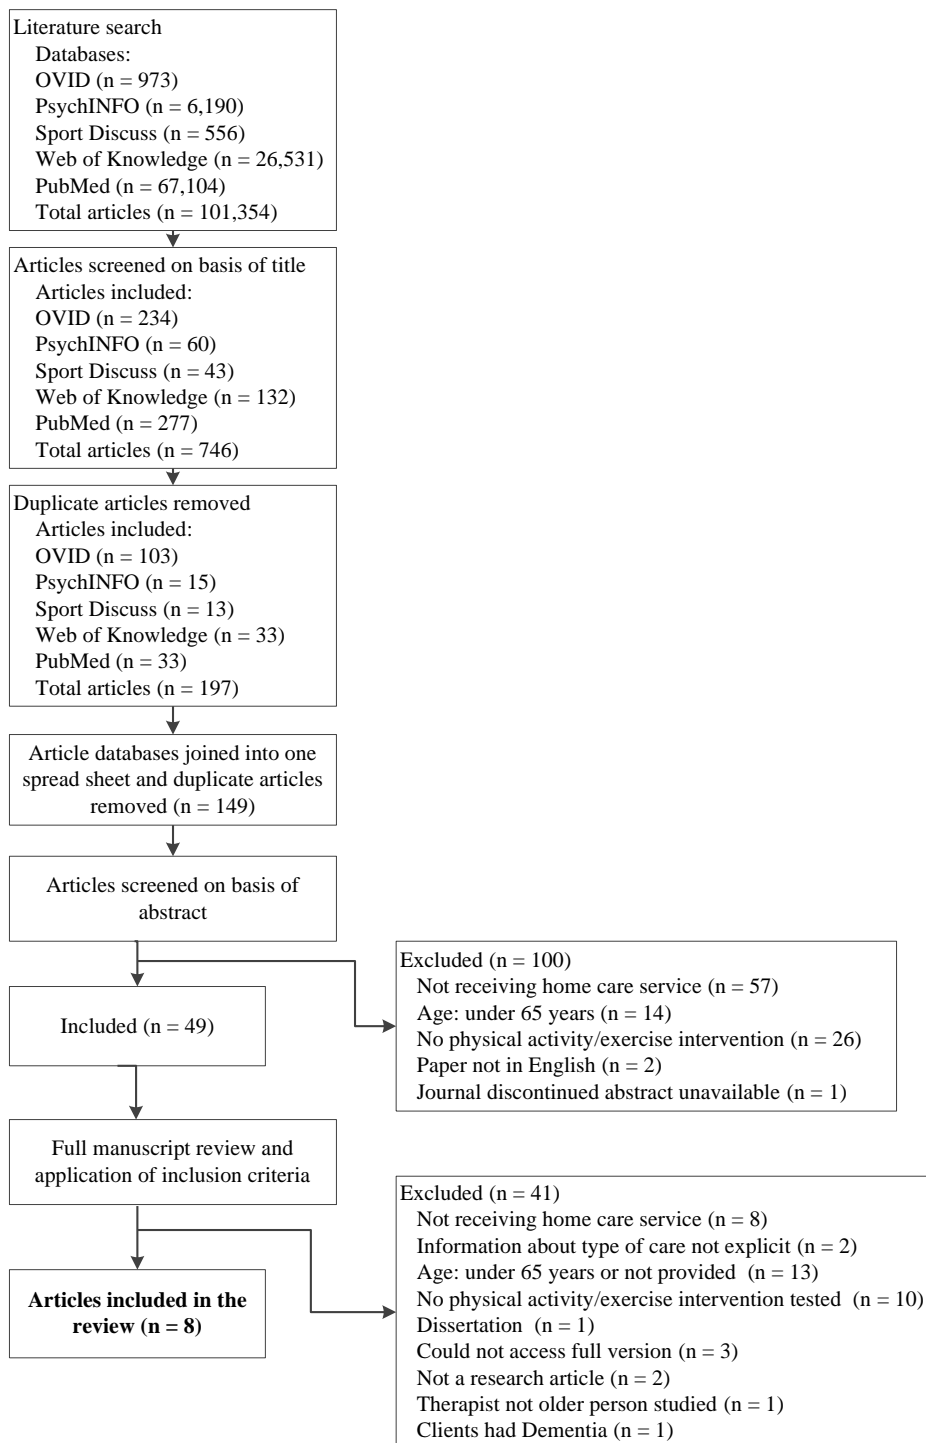 Literature search
Databases:
OVID (n = 973)
PsychINFO (n = 6,190)
Sport Discuss (n = 556)
Web of Knowledge (n = 26,531)
PubMed (n = 67,104)
Total articles (n = 101,354)
Articles screened on basis of title
Articles included:
OVID (n = 234)
PsychINFO (n = 60)
Sport Discuss (n = 43)
Web of Knowledge (n = 132)
PubMed (n = 277)
Total articles (n = 746)
Duplicate articles removed
Articles included:
OVID (n = 103)
PsychINFO (n = 15)
Sport Discuss (n = 13)
Web of Knowledge (n = 33)
PubMed (n = 33)
Total articles (n = 197)
Article databases joined into one
spread sheet and duplicate articles
removed (n = 149)
Articles screened on basis of
abstract
Excluded (n = 100)
Not receiving home care service (n = 57)
Age: under 65 years (n = 14)
No physical activity/exercise intervention (n = 26)
Paper not in English (n = 2)
Journal discontinued abstract unavailable (n = 1)
Included (n = 49)
Full manuscript review and
application of inclusion criteria
Excluded (n = 41)
Not receiving home care service (n = 8)
Information about type of care not explicit (n = 2)
Age: under 65 years or not provided (n = 13)
No physical activity/exercise intervention tested (n = 10)
Dissertation (n = 1)
Could not access full version (n = 3)
Not a research article (n = 2)
Therapist not older person studied (n = 1)
Clients had Dementia (n = 1)
Articles included in the
review (n = 8)